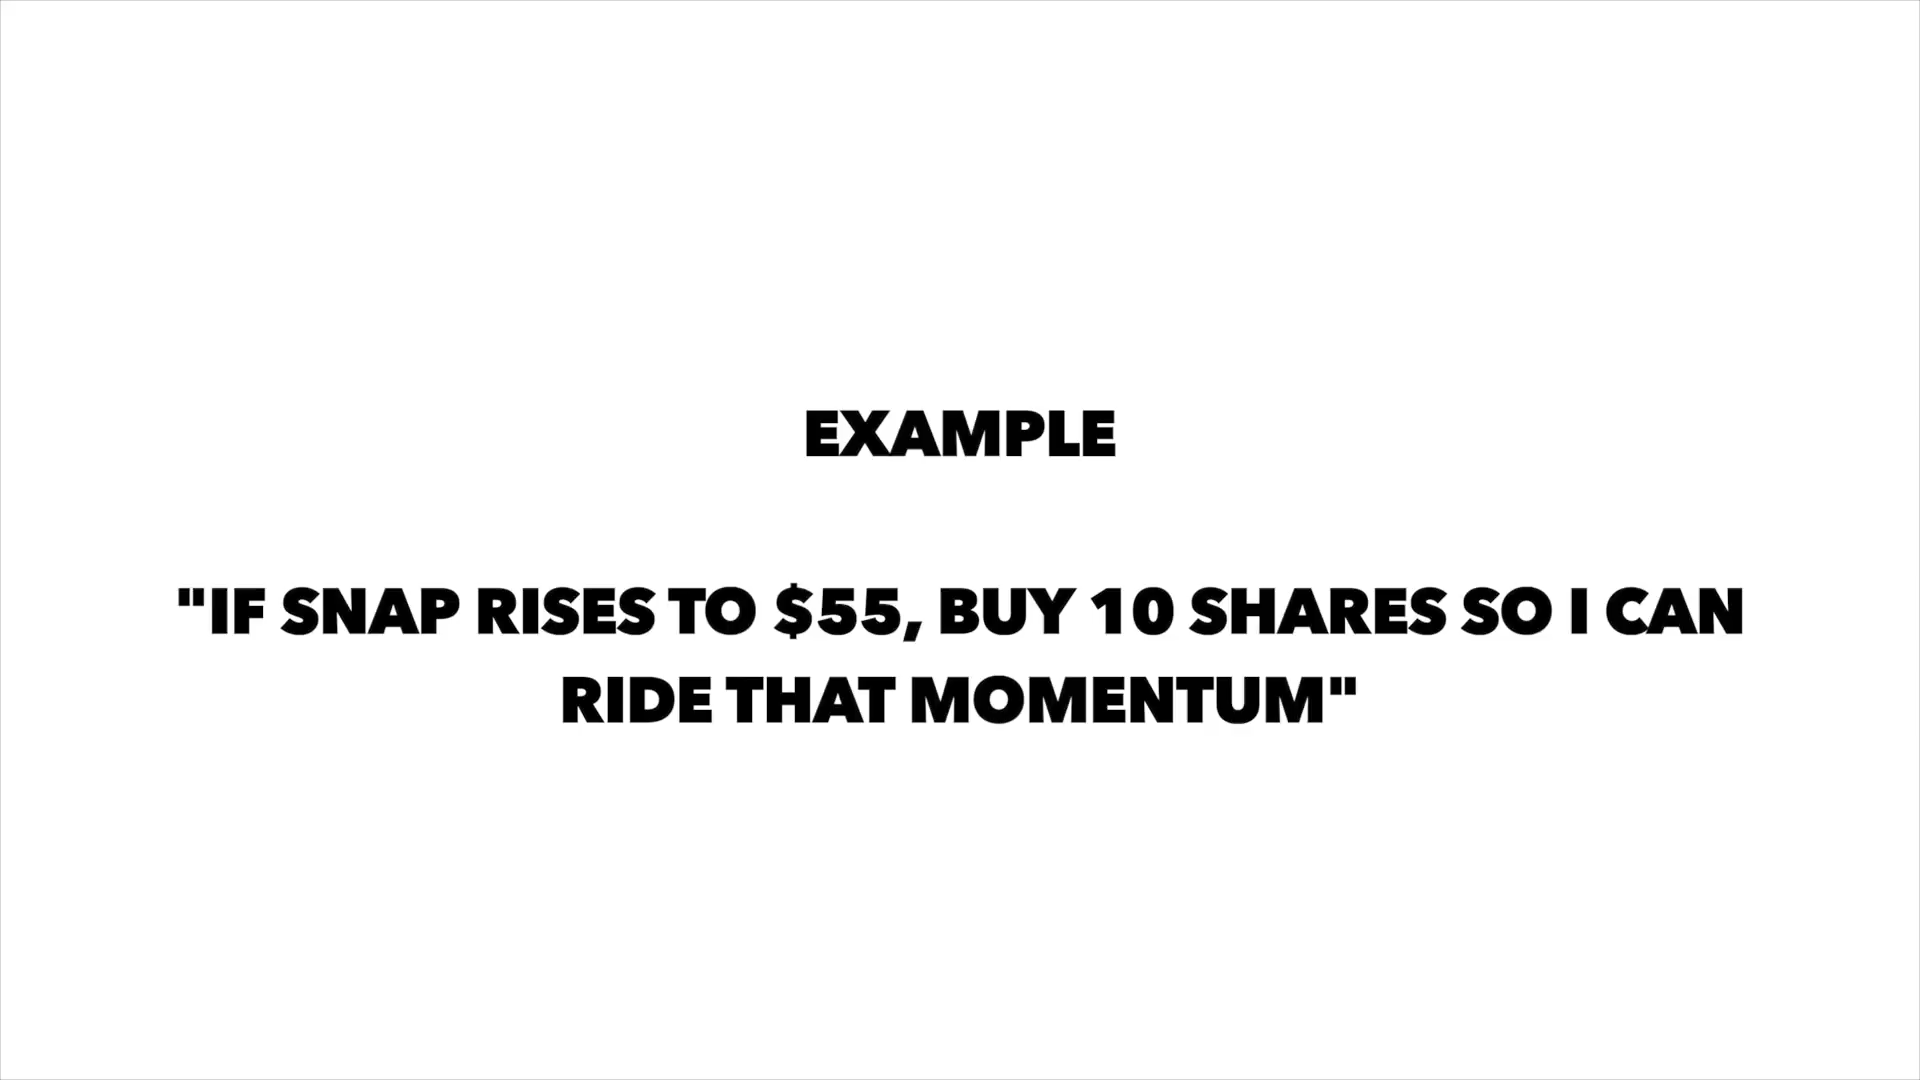 EXAMPLE
"IF SNAP RISES TO $55, BUY 10 SHARES SO I CAN
RIDE THAT MOMENTUM"